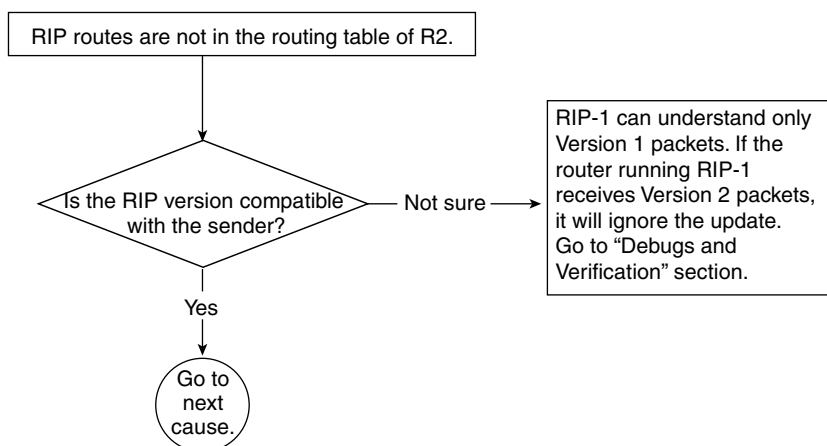 RIP routes are not in the routing table of R2.
Is the RIP version compatible
with the sender?
Not sure
RIP-1 can understand only
Version 1 packets. If the
router running RIP-1
receives Version 2 packets,
it will ignore the update.
Go to “Debugs and
Verification” section.
Yes
Go to
next
cause.